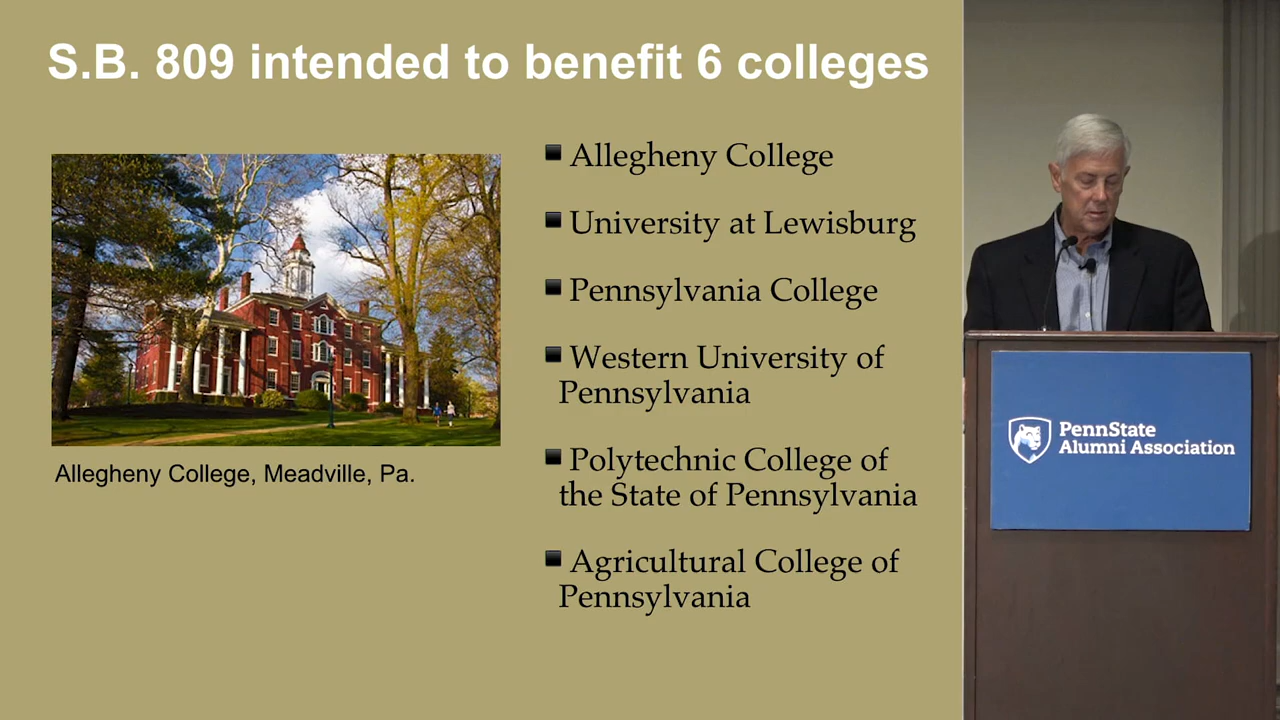 S.B. 809 intended to benefit 6 colleges
Allegheny College
University at Lewisburg
Pennsylvania College
Western University of
Pennsylvania
Polytechnic College of
the State of Pennsylvania
Agricultural College of
Pennsylvania
Allegheny College, Meadville, Pa.
PennState
Alumni Association